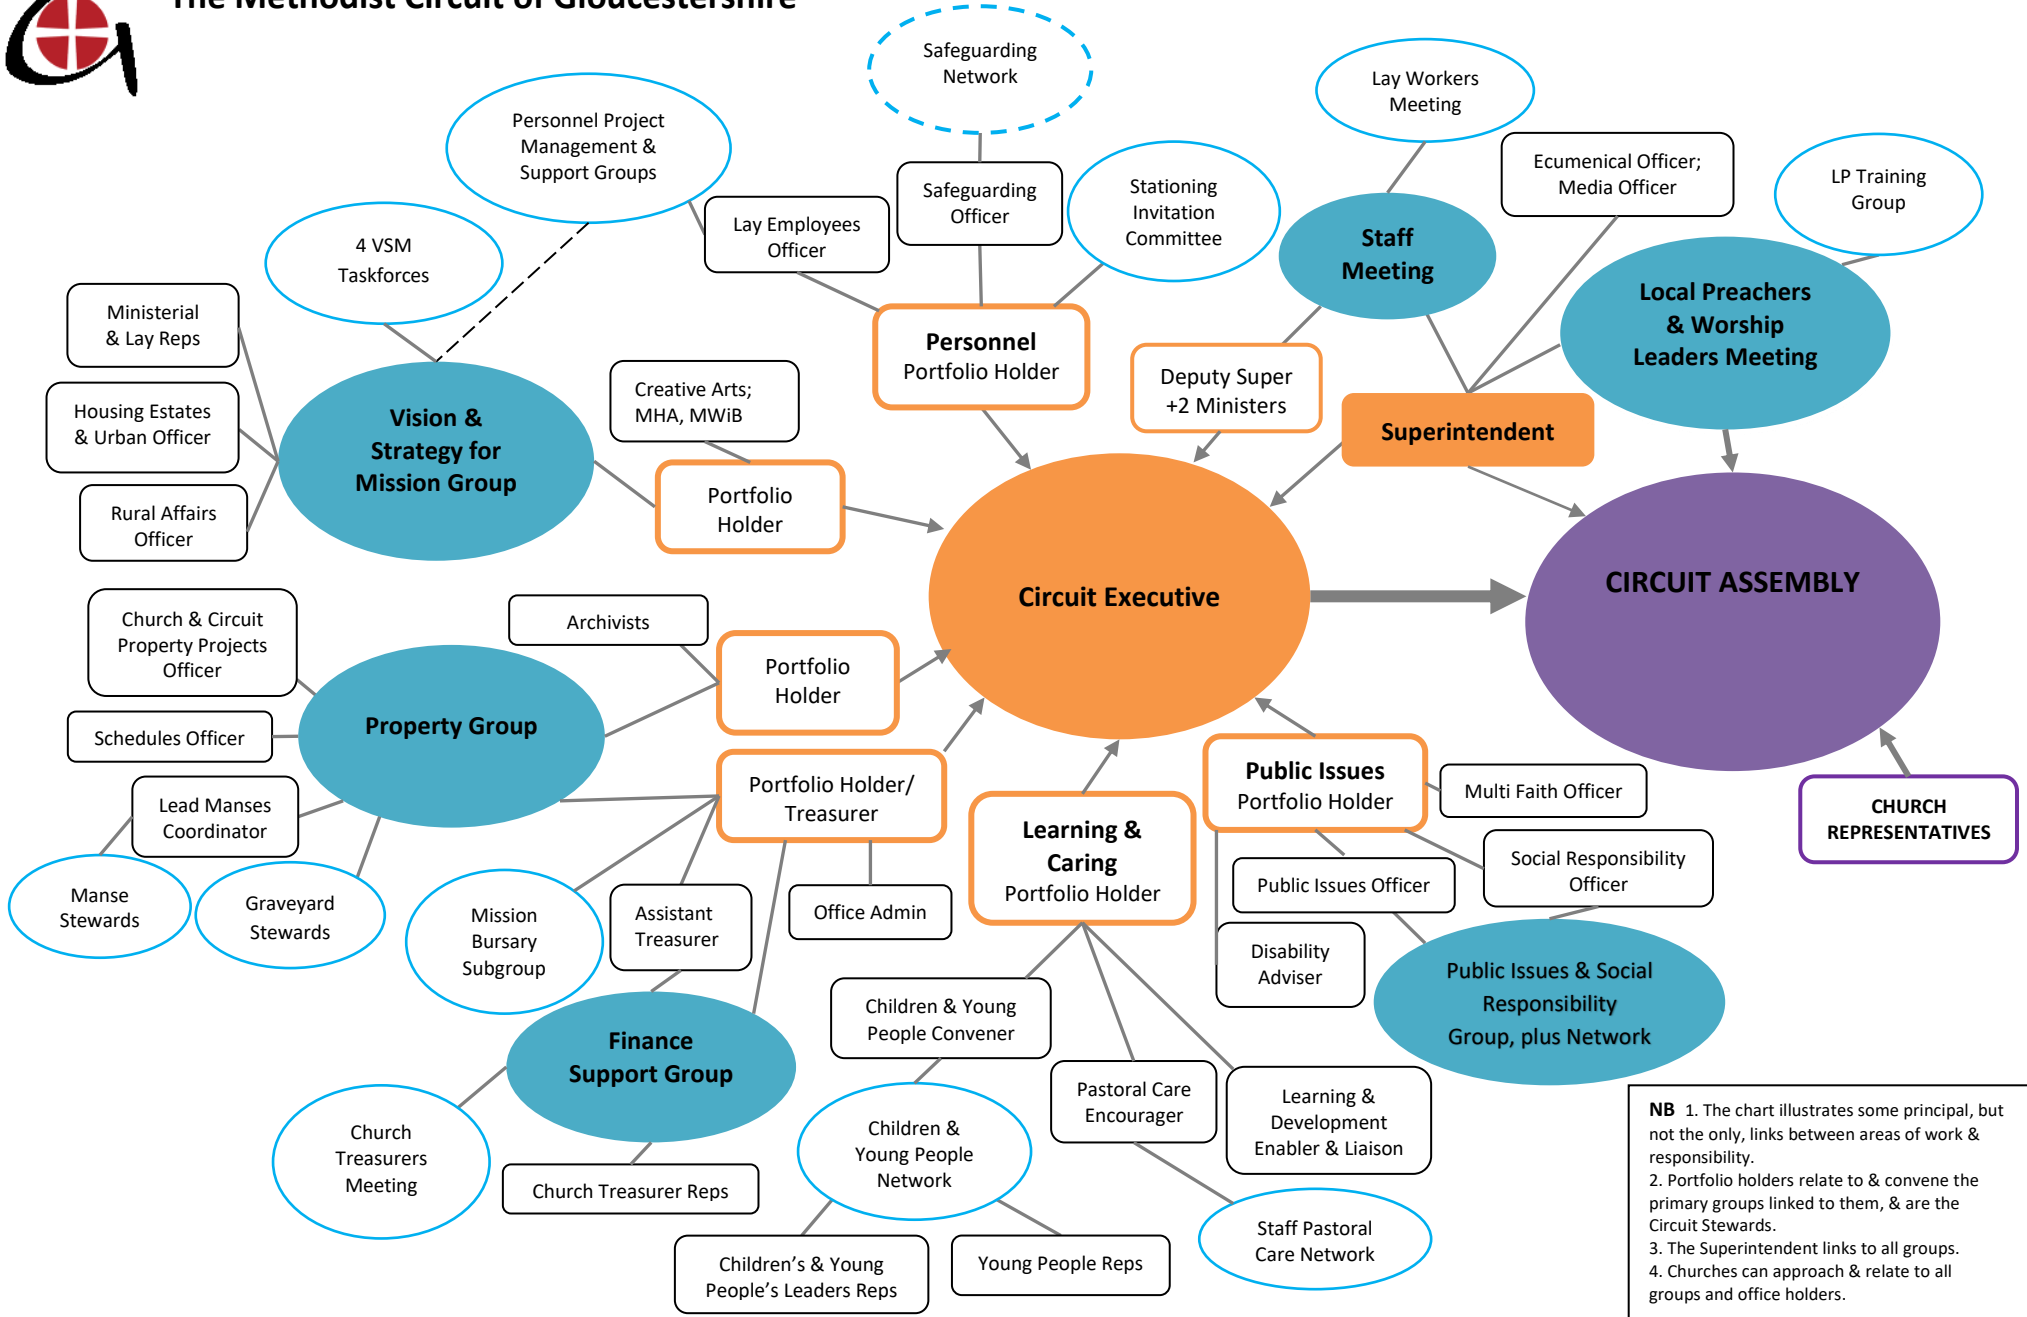 The Methodist Circuit of Gloucestershire
Safeguarding
Network
Lay Workers
Meeting
Personnel Project
Management &
Support Groups
Ecumenical Officer;
Media Officer
LP Training
Group
Safeguarding
Officer
Stationing
Invitation
Committee
Lay Employees
Officer
4 VSM
Taskforces
Staff
Meeting
Local Preachers
& Worship
Leaders Meeting
Ministerial
& Lay Reps
Personnel
Portfolio Holder
Deputy Super
+2 Ministers
Creative Arts;
MHA, MWiB
Housing Estates
& Urban Officer
Vision &
Strategy for
Mission Group
Superintendent
Portfolio
Holder
Rural Affairs
Officer
Circuit Executive
CIRCUIT ASSEMBLY
Church & Circuit
Property Projects
Officer
Archivists
Portfolio
Holder
Property Group
Schedules Officer
Portfolio Holder/
Treasurer
Public Issues
Portfolio Holder
Multi Faith Officer
Lead Manses
Coordinator
Learning &
Caring
Portfolio Holder
CHURCH
REPRESENTATIVES
Social Responsibility
Officer
Public Issues Officer
Manse
Stewards
Graveyard
Stewards
Mission
Bursary
Subgroup
Assistant
Treasurer
Office Admin
Disability
Adviser
Public Issues & Social
Responsibility
Group, plus Network
Children & Young
People Convener
Finance
Support Group
Pastoral Care
Encourager
Learning &
Development
Enabler & Liaison
Church
Treasurers
Meeting
Children &
Young People
Network
Church Treasurer Reps
Staff Pastoral
Care Network
Children's & Young
People's Leaders Reps
Young People Reps
NB 1. The chart illustrates some principal, but
not the only, links between areas of work &
responsibility.
2. Portfolio holders relate to & convene the
primary groups linked to them, & are the
Circuit Stewards.
3. The Superintendent links to all groups.
4. Churches can approach & relate to all
groups and office holders.